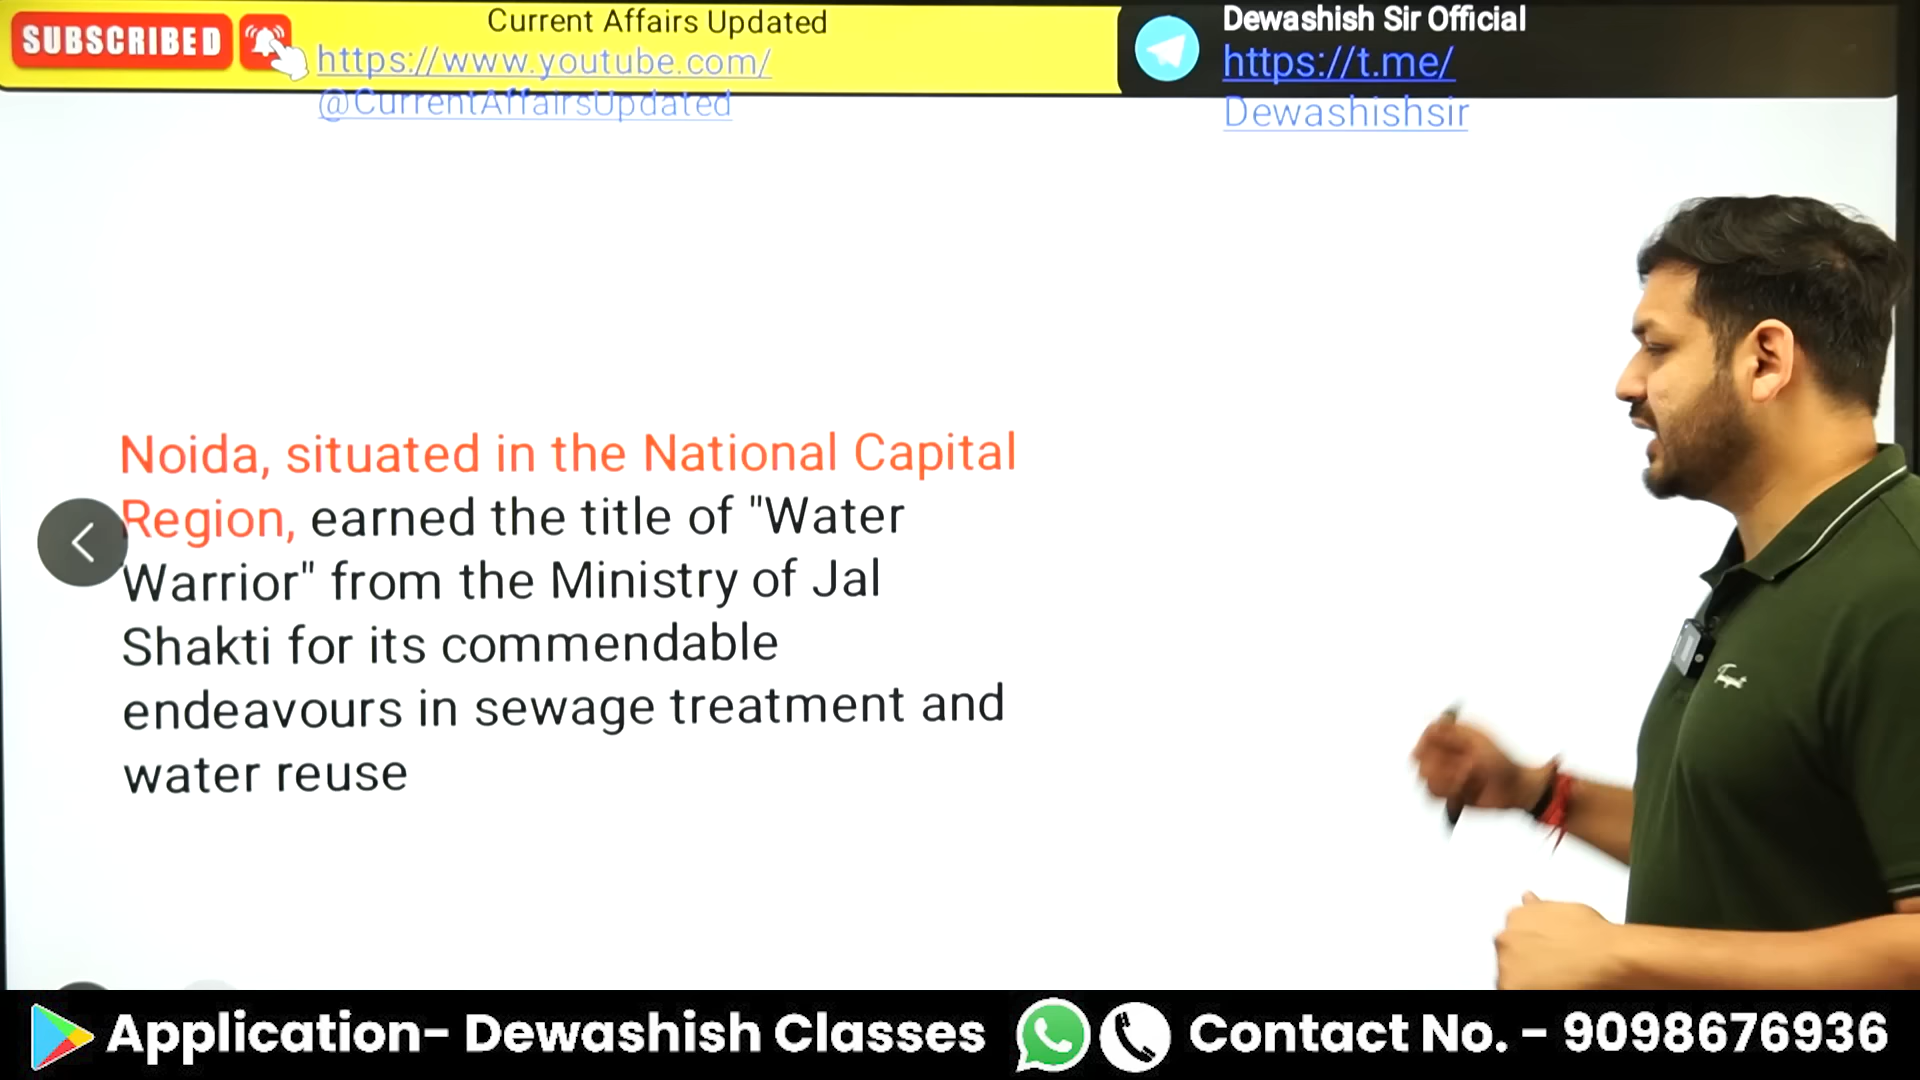 SUBSCRIBED
Current Affairs Updated
https://www.youtube.com/
@CurrentAffairsUpdated
Dewashish Sir Official
https://t.me/
Dewashishsir
Noida, situated in the National Capital
Region, earned the title of "Water
Warrior" from the Ministry of Jal
Shakti for its commendable
endeavours in sewage treatment and
water reuse
Application- Dewashish Classes
Contact No. - 9098676936